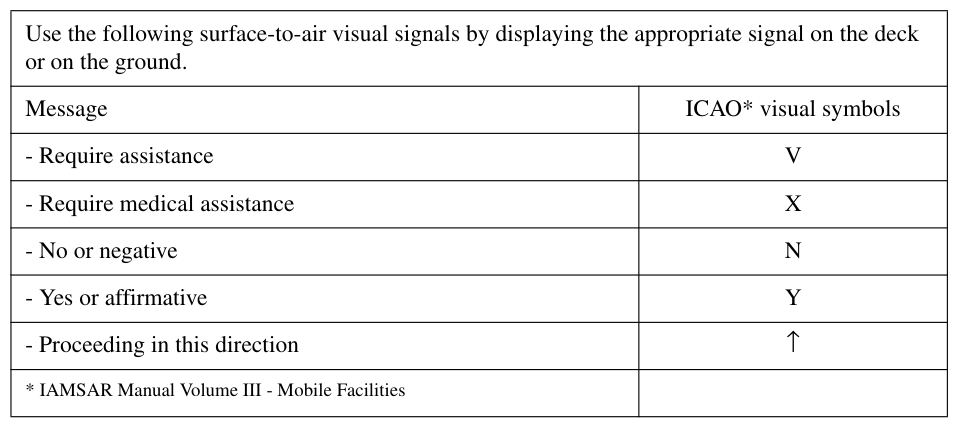 Use the following surface-to-air visual signals by displaying the appropriate signal on the deck
or on the ground.
Message ICAO* visual symbols
- Require assistance V
- Require medical assistance X
- No or negative N
- Yes or affirmative Y
- Proceeding in this direction ↑
* IAMSAR Manual Volume III - Mobile Facilities